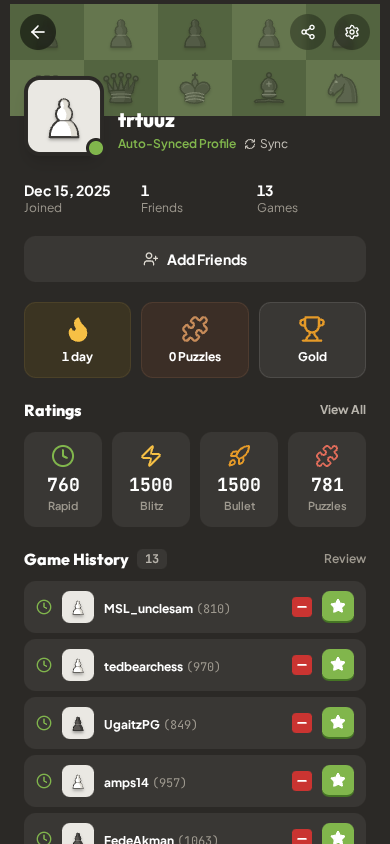 trtuuz
Auto-Synced Profile Sync
Dec 15, 2025 1 13
Joined Friends Games
Add Friends
1 day 0 Puzzles Gold
Ratings View All
760 1500 1500 781
Rapid Blitz Bullet Puzzles
Game History 13 Review
MSL_unclesam (810)
tedbearchess (970)
UgaitzPG (849)
amps14 (957)
FedeAkman (1063)